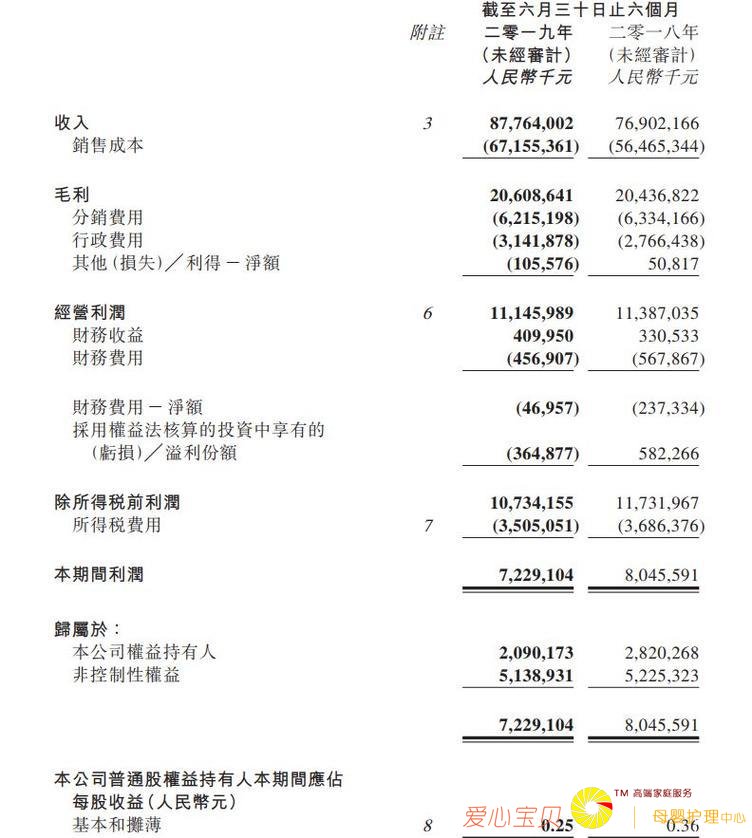 截至六月三十日止六個月
附註 二零一九年 二零一八年
(未經審計) (未經審計)
人民幣千元 人民幣千元
收入 3 87,764,002 76,902,166
銷售成本 (67,155,361) (56,465,344)
毛利 20,608,641 20,436,822
分銷費用 (6,215,198) (6,334,166)
行政費用 (3,141,878) (2,766,438)
其他(損失)╱利得－淨額 (105,576) 50,817
經營利潤 6 11,145,989 11,387,035
財務收益 409,950 330,533
財務費用 (456,907) (567,867)
財務費用－淨額 (46,957) (237,334)
採用權益法核算的投資中享有的
(虧損)╱溢利份額 (364,877) 582,266
除所得税前利潤 10,734,155 11,731,967
所得税費用 7 (3,505,051) (3,686,376)
本期間利潤 7,229,104 8,045,591
歸屬於：
本公司權益持有人 2,090,173 2,820,268
非控制性權益 5,138,931 5,225,323
7,229,104 8,045,591
本公司普通股權益持有人本期間應佔
每股收益(人民幣元)
基本和攤薄 8 0.25 0.36
爱心宝贝 TM 高端家庭服务
母婴护理中心